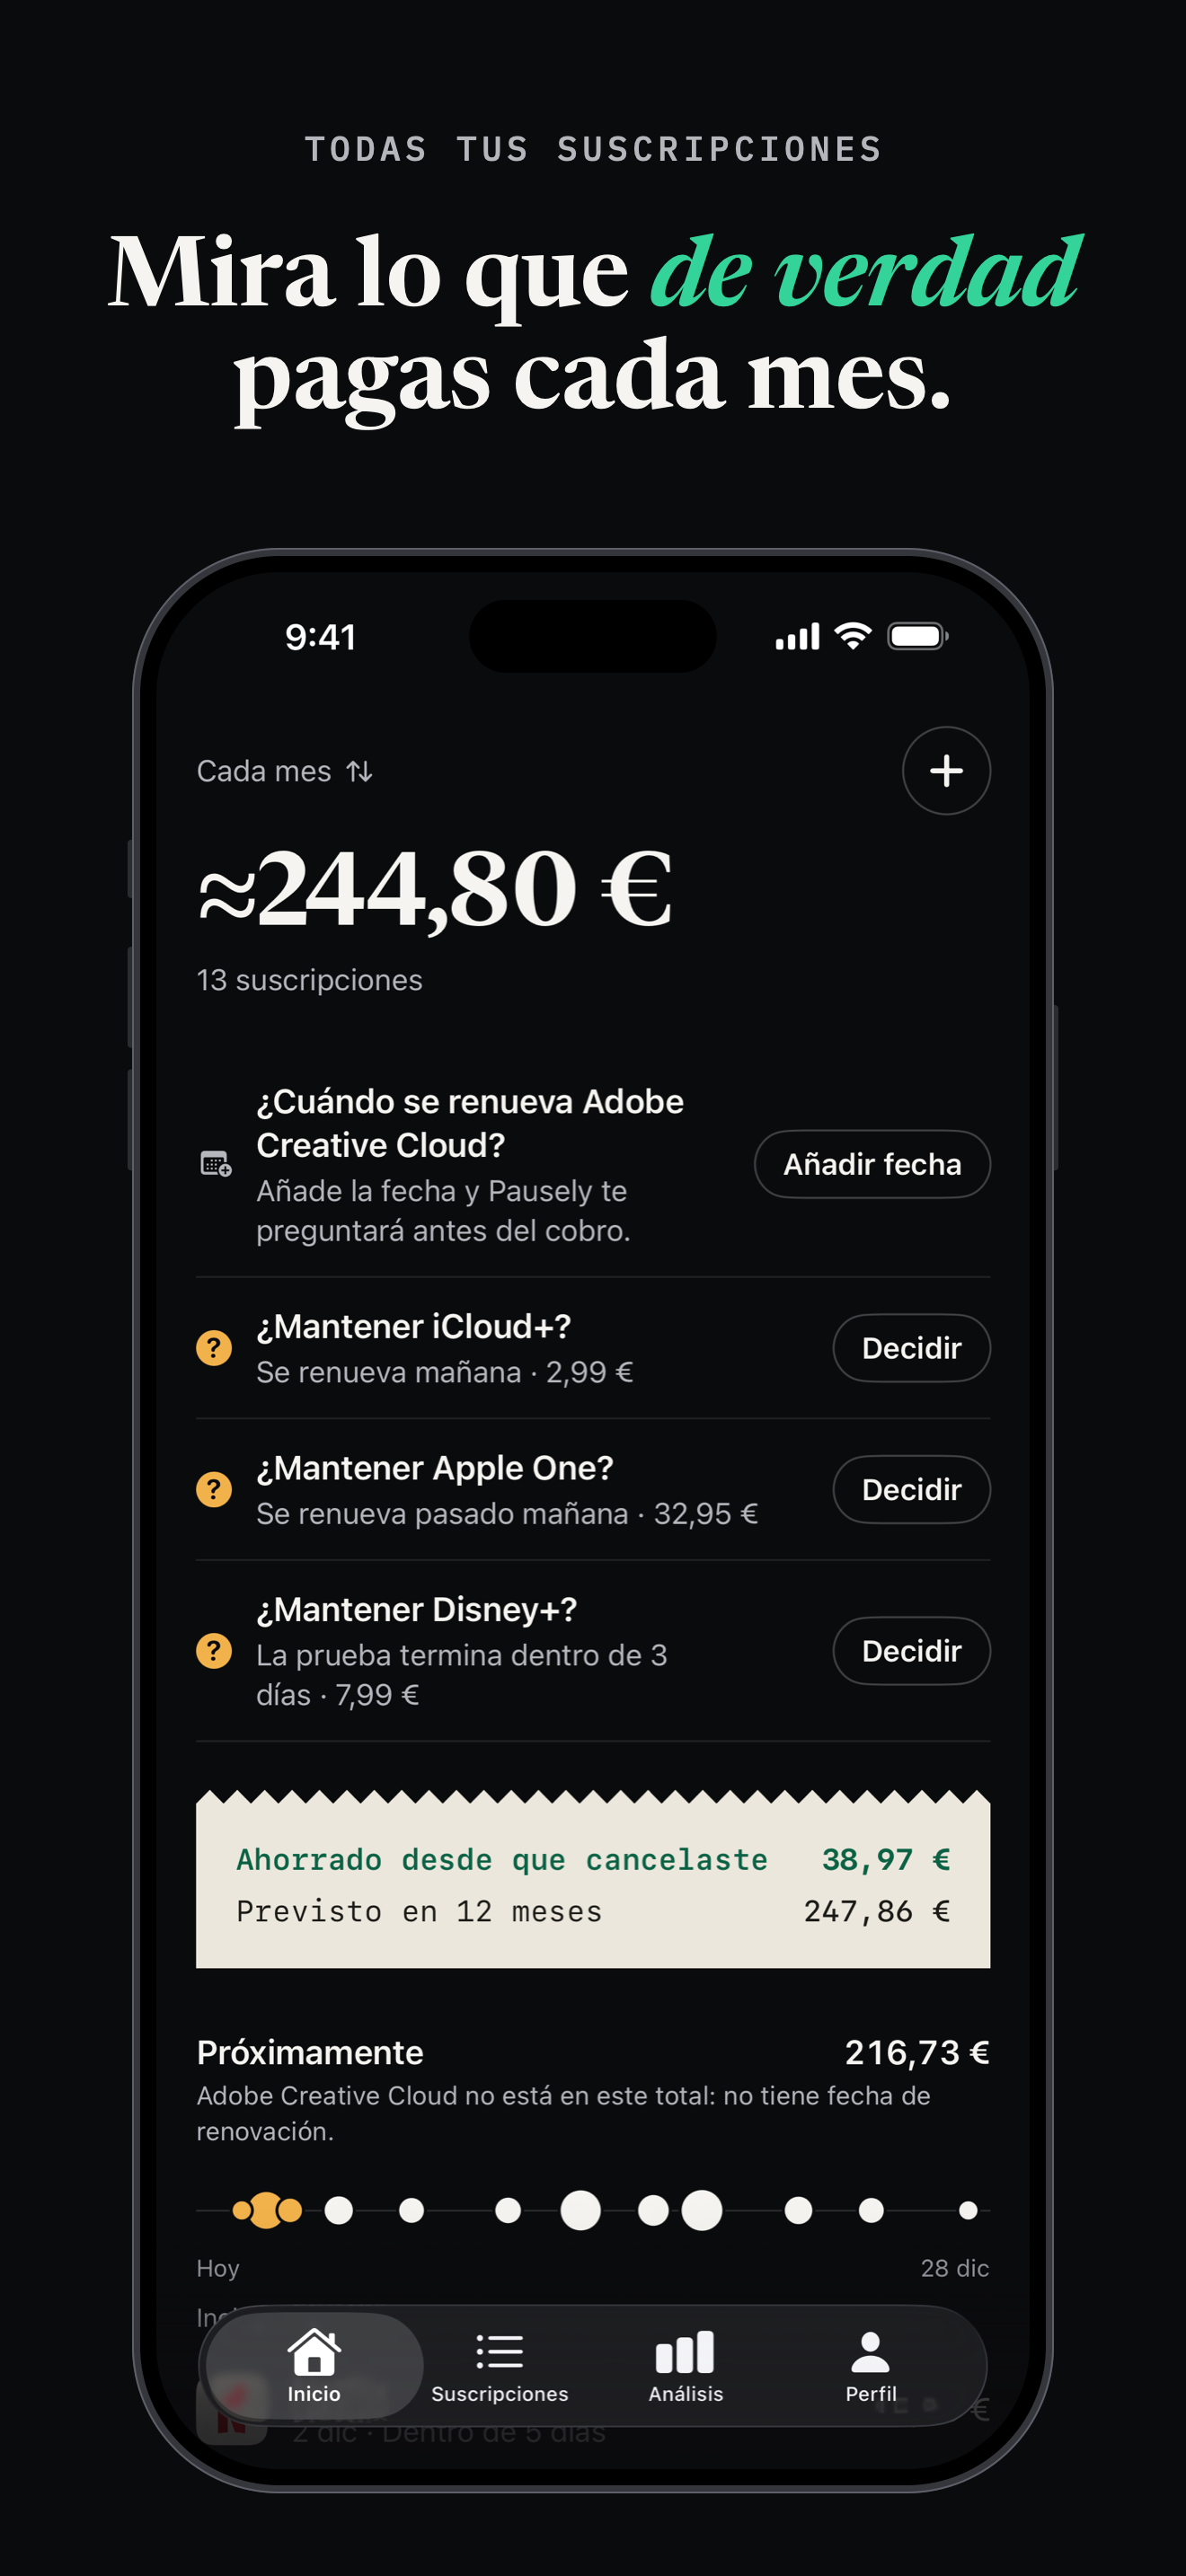 TODAS TUS SUSCRIPCIONES
Mira lo que de verdad
pagas cada mes.
9:41
Cada mes
≈244,80 €
13 suscripciones
¿Cuándo se renueva Adobe
Creative Cloud?
Añade la fecha y Pausely te
preguntará antes del cobro.
Añadir fecha
¿Mantener iCloud+?
Se renueva mañana · 2,99 €
Decidir
¿Mantener Apple One?
Se renueva pasado mañana · 32,95 €
Decidir
¿Mantener Disney+?
La prueba termina dentro de 3
días · 7,99 €
Decidir
Ahorrado desde que cancelaste 38,97 €
Previsto en 12 meses 247,86 €
Próximamente 216,73 €
Adobe Creative Cloud no está en este total: no tiene fecha de
renovación.
Hoy 28 dic
Inicio Suscripciones Análisis Perfil
€
2 dic · Dentro de 5 días